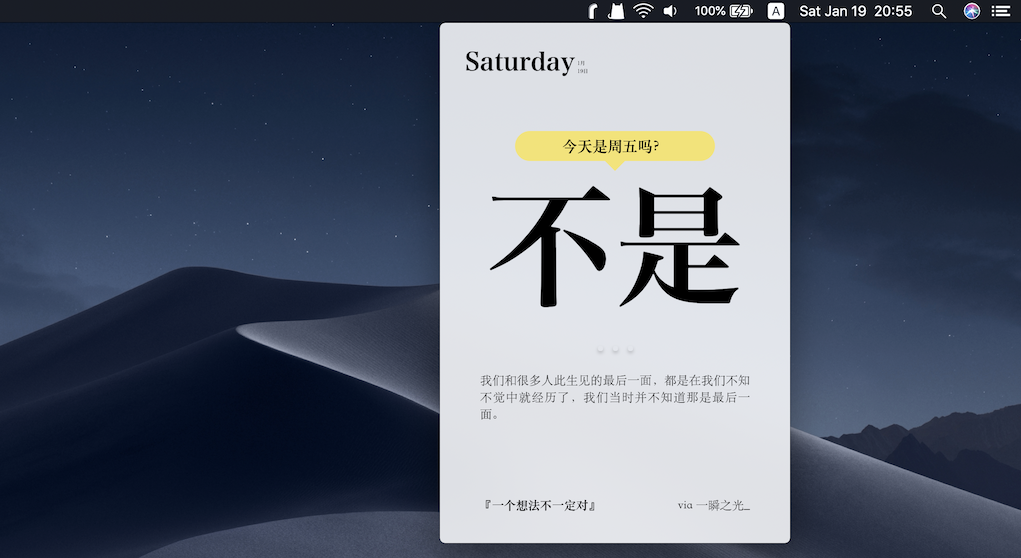 100%
A
Sat Jan 19 20:55
Saturday
1月
19日
今天是周五吗?
不是
我们和很多人此生见的最后一面，都是在我们不知
不觉中就经历了，我们当时并不知道那是最后一
面。
『一个想法不一定对』
via 一瞬之光_